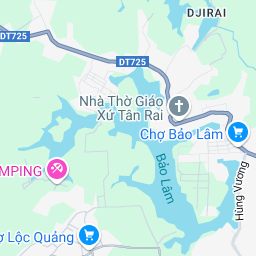 DJIRAI
DT725
DT725
Nhà Thờ Giáo
Xứ Tân Rai
Chợ Bảo Lâm
Bảo Lâm
Hùng Vương
MPING
ợ Lộc Quảng